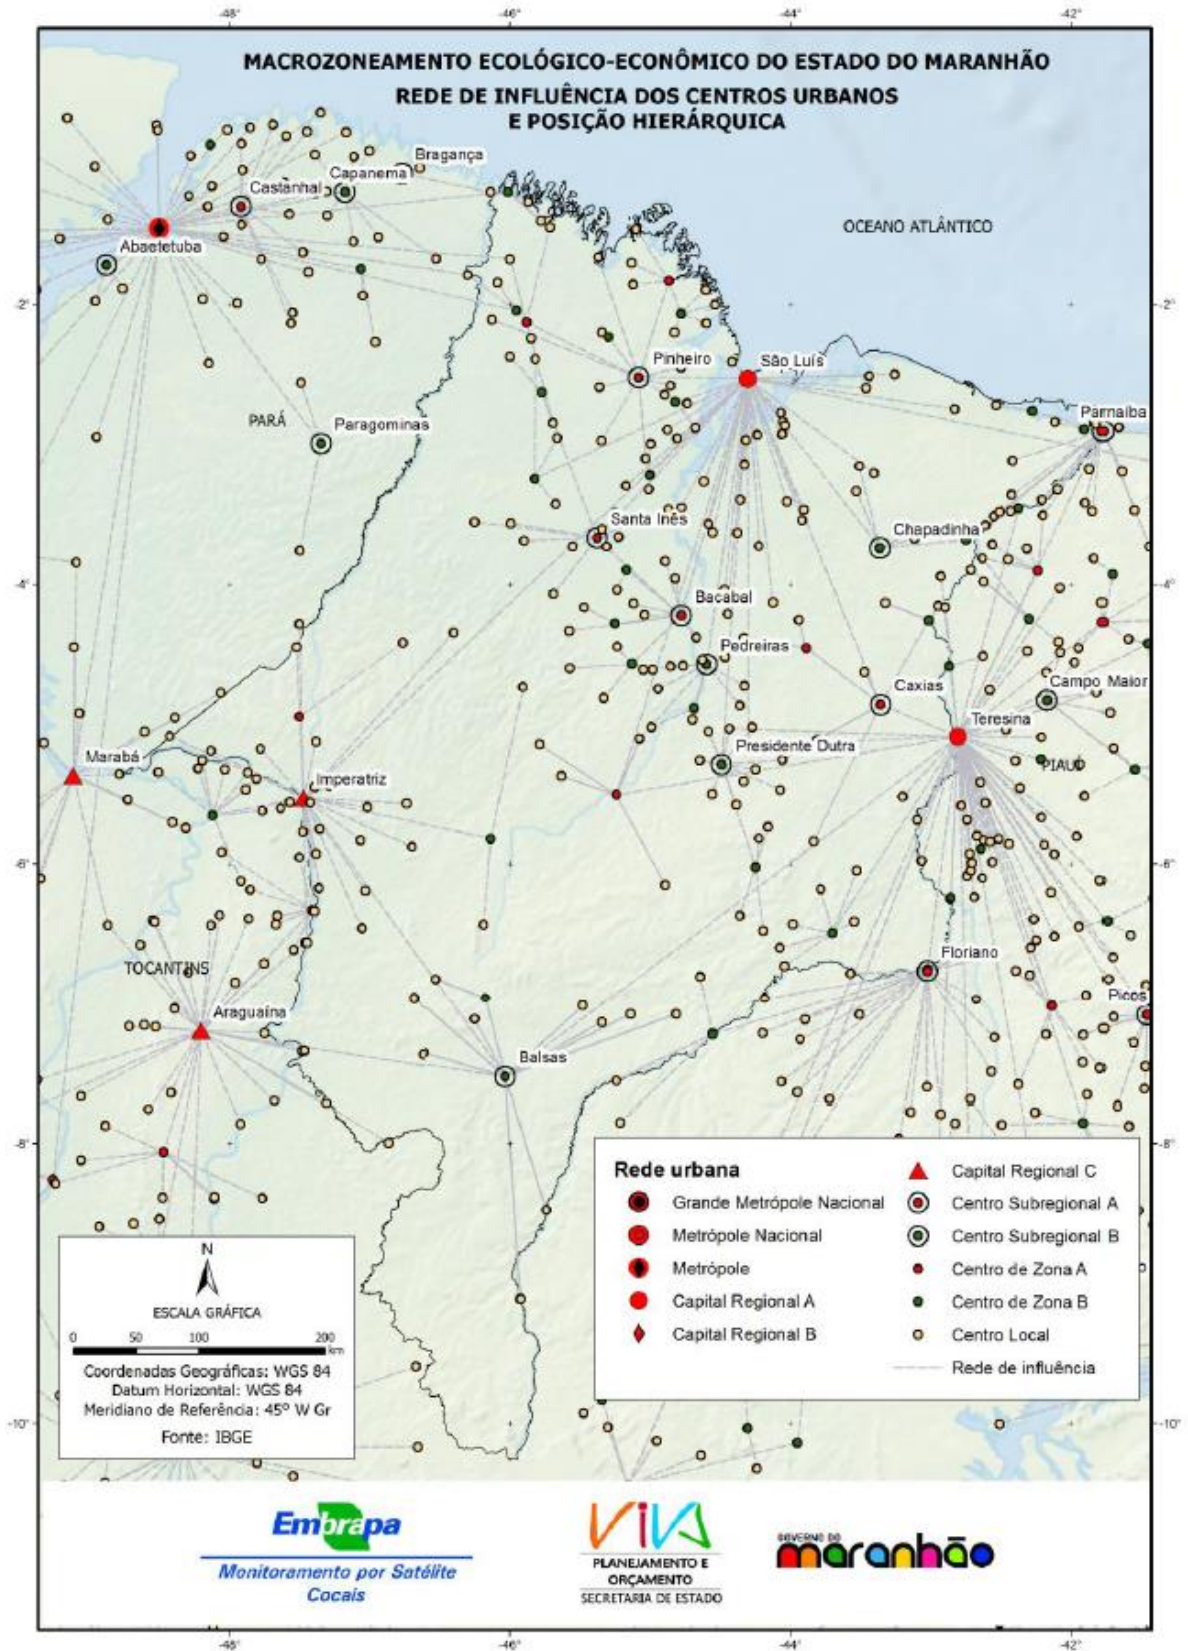 -48°
-46°
-44°
-42°
MACROZONEAMENTO ECOLÓGICO-ECONÔMICO DO ESTADO DO MARANHÃO
REDE DE INFLUÊNCIA DOS CENTROS URBANOS
E POSIÇÃO HIERÁRQUICA
Bragança
Capanema
Castanhal
OCEANO ATLÂNTICO
Abaetetuba
-2°
-2°
Pinheiro
São Luís
PARÁ
Paragominas
Parnaíba
Santa Inês
Chapadinha
-4°
-4°
Bacabal
Pedreiras
Caxias
Campo Maior
Teresina
Marabá
Presidente Dutra
PIAUÍ
Imperatriz
-6°
-6°
Floriano
TOCANTINS
Picos
Araguaína
Balsas
-8°
-8°
Rede urbana
Grande Metrópole Nacional
Metrópole Nacional
Metrópole
Capital Regional A
Capital Regional B
Capital Regional C
Centro Subregional A
Centro Subregional B
Centro de Zona A
Centro de Zona B
Centro Local
Rede de influência
N
ESCALA GRÁFICA
0 50 100 200
km
Coordenadas Geográficas: WGS 84
Datum Horizontal: WGS 84
Meridiano de Referência: 45º W Gr
Fonte: IBGE
-10°
-10°
Embrapa
Monitoramento por Satélite
Cocais
VIVA
PLANEJAMENTO E
ORÇAMENTO
SECRETARIA DE ESTADO
GOVERNO DO
maranhão
-48°
-46°
-44°
-42°